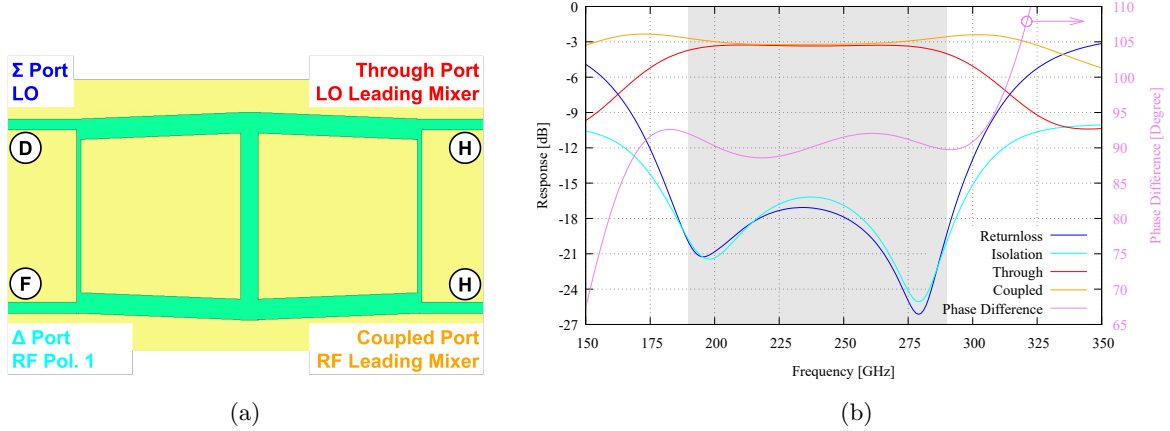 Σ Port
LO
Through Port
LO Leading Mixer
D
H
F
H
Δ Port
RF Pol. 1
Coupled Port
RF Leading Mixer
(a)
0
-3
-6
-9
-12
-15
-18
-21
-24
-27
Response [dB]
150
175
200
225
250
275
300
325
350
Frequency [GHz]
110
105
100
95
90
85
80
75
70
65
Phase Difference [Degree]
Returnloss
Isolation
Through
Coupled
Phase Difference
(b)